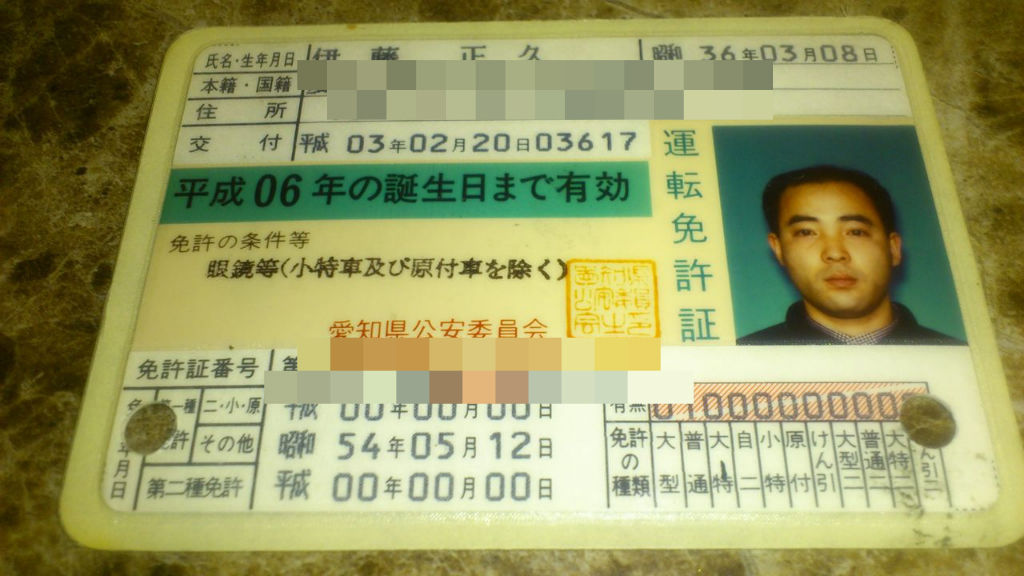 氏名・生年月日 伊藤 正久 昭和36年03月08日
本籍・国籍
住 所
交 付 平成 03年02月20日 03617
平成06年の誕生日まで有効
運転免許証
免許の条件等
眼鏡等(小特車及び原付車を除く)
愛知県公安委員会
免許証番号 第
二・小・原 平成 00年00月00日
その他 昭和 54年05月12日
第二種免許 平成 00年00月00日
有無
免許の種類 大型 普通 大特 自二 小特 原付 けん引 大型二 普通二 大特二